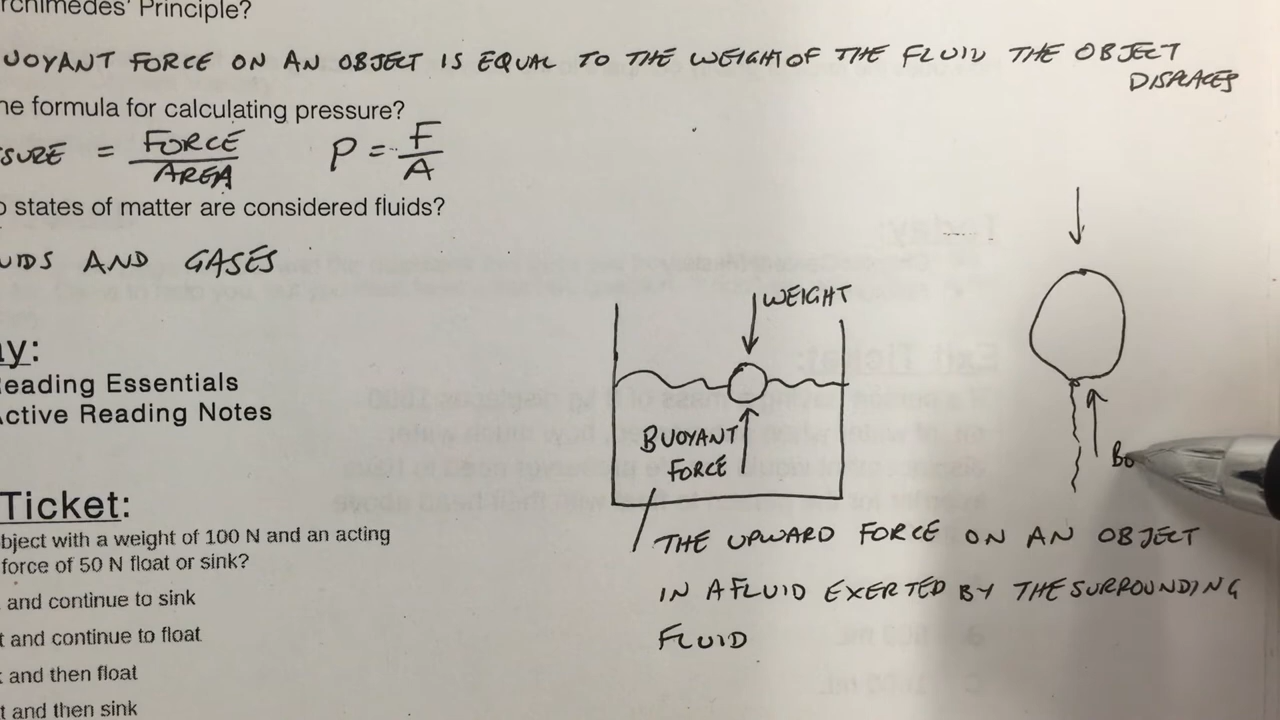 rchimedes' Principle?
UOYANT FORCE ON AN OBJECT IS EQUAL TO THE WEIGHT OF THE FLUID THE OBJECT
DISPLACES
ne formula for calculating pressure?
SSURE = FORCE / AREA P = F / A
o states of matter are considered fluids?
UIDS AND GASES
WEIGHT
ay:
eading Essentials
ctive Reading Notes
BUOYANT
FORCE
Bo
Ticket:
bject with a weight of 100 N and an acting
force of 50 N float or sink?
and continue to sink
t and continue to float
and then float
t and then sink
THE UPWARD FORCE ON AN OBJECT
IN A FLUID EXERTED BY THE SURROUNDING
FLUID